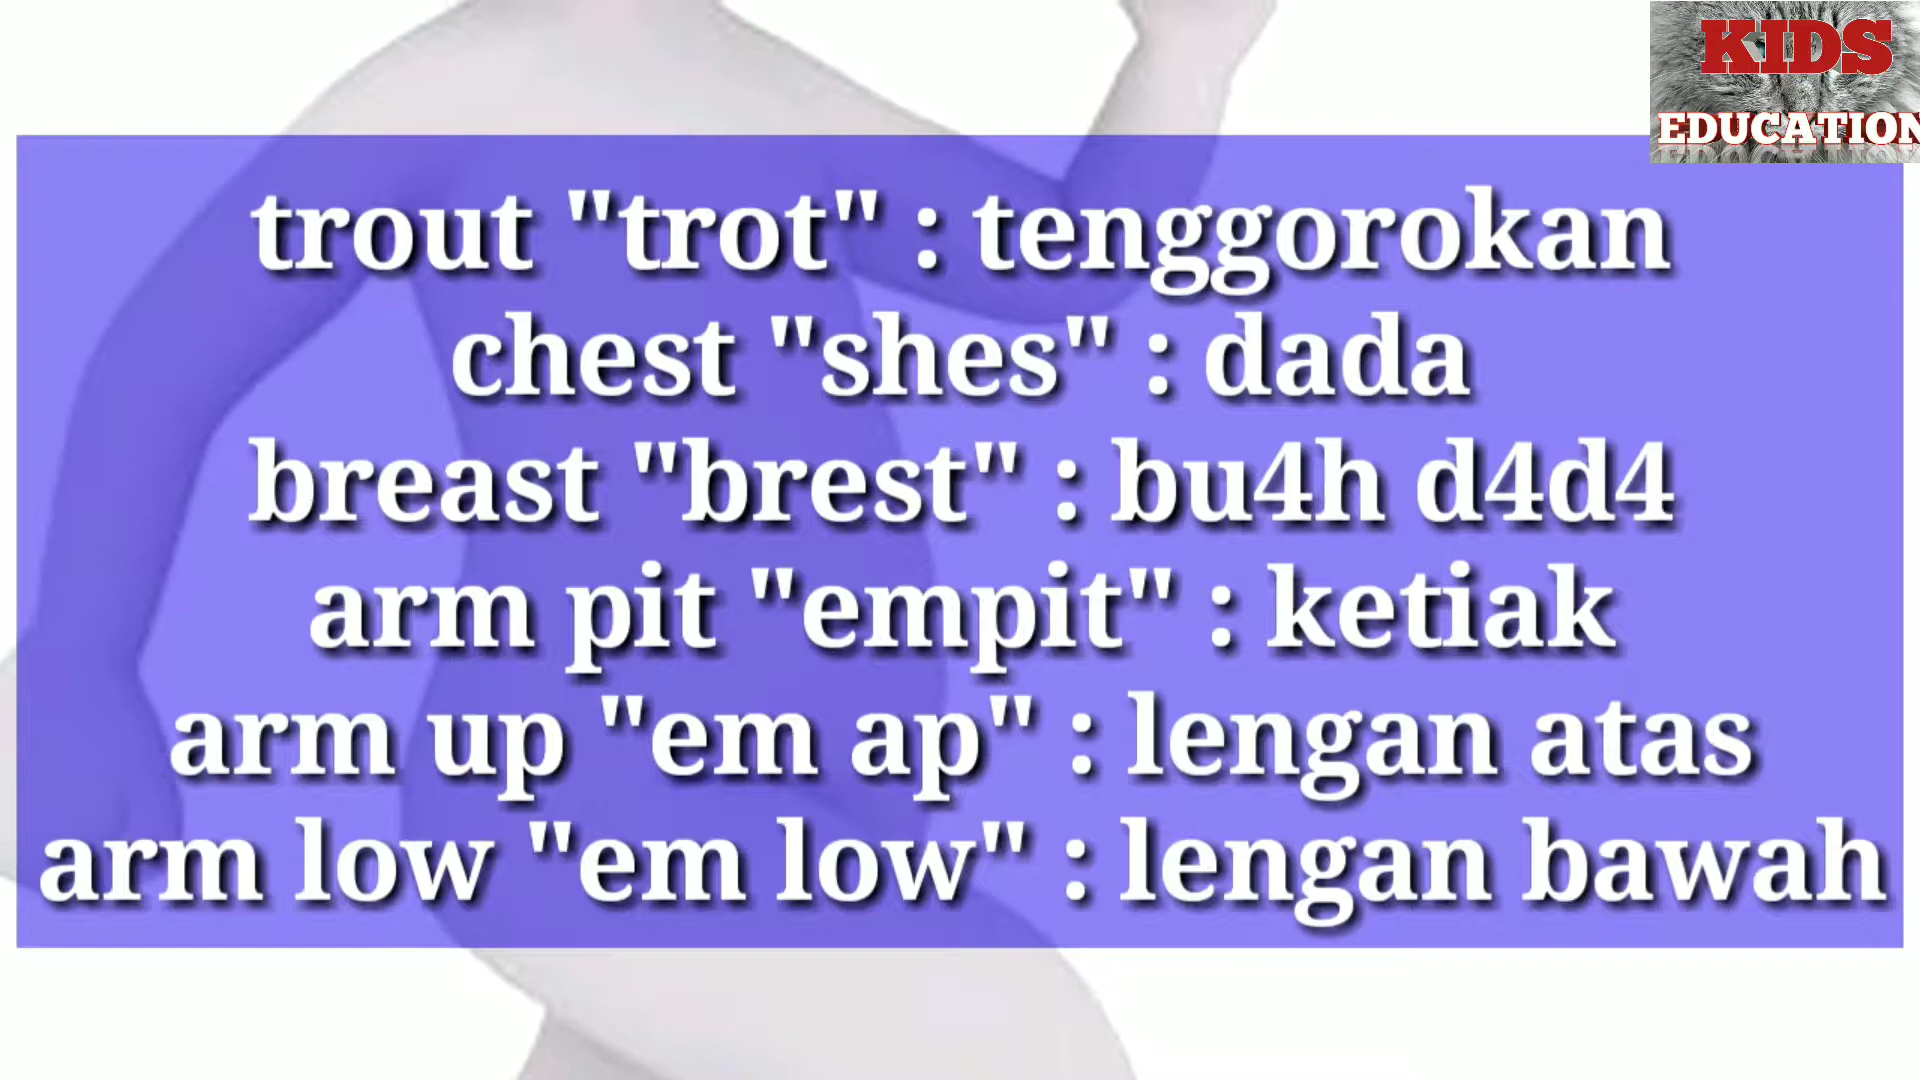 KIDS
EDUCATION
trout "trot" : tenggorokan
chest "shes" : dada
breast "brest" : bu4h d4d4
arm pit "empit" : ketiak
arm up "em ap" : lengan atas
arm low "em low" : lengan bawah